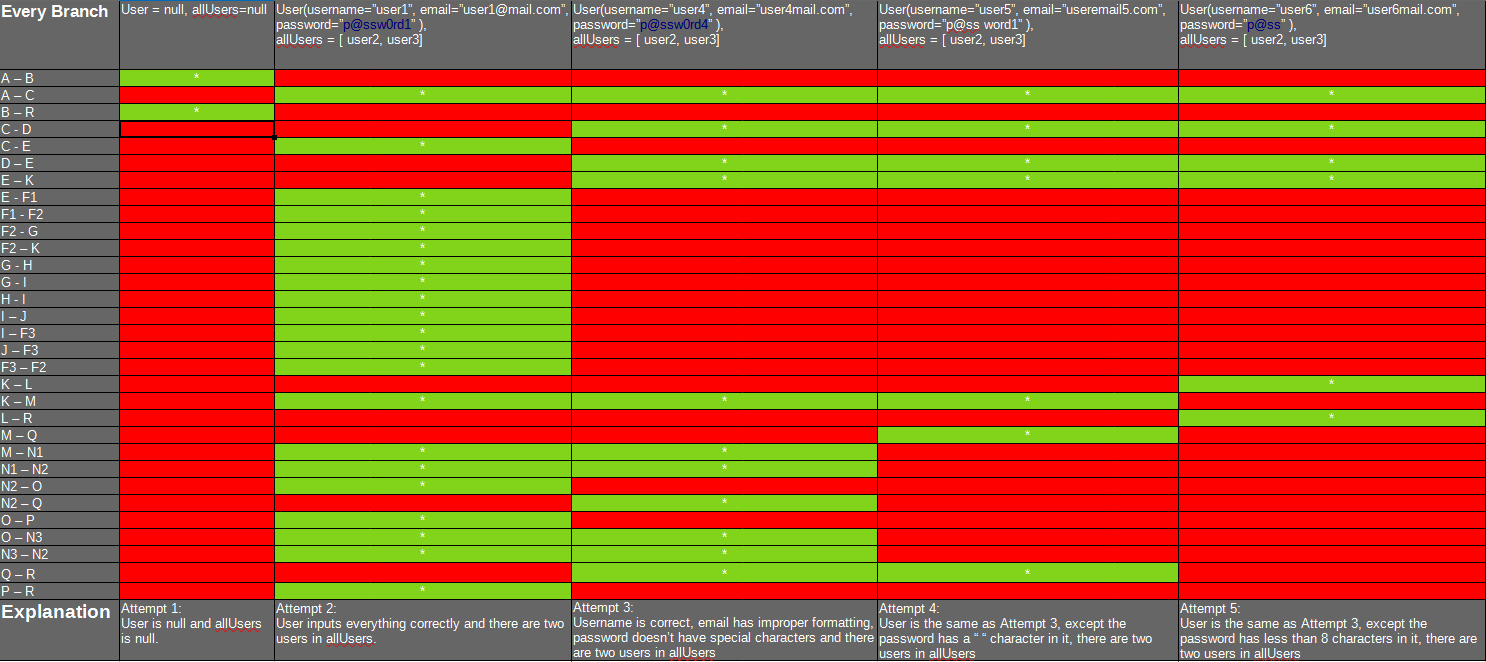 Every Branch
User = null, allUsers=null
User(username="user1", email="user1@mail.com",
password="p@ssw0rd1" ),
allUsers = [ user2, user3]
User(username="user4", email="user4mail.com",
password="p@ssw0rd4" ),
allUsers = [ user2, user3]
User(username="user5", email="useremail5.com",
password="p@ss word1" ),
allUsers = [ user2, user3]
User(username="user6", email="user6mail.com",
password="p@ss" ),
allUsers = [ user2, user3]
A – B *
A – C * * * *
B – R *
C - D * * *
C - E *
D – E * * *
E – K * * *
E - F1 *
F1 - F2 *
F2 - G *
F2 – K *
G - H *
G - I *
H - I *
I – J *
I – F3 *
J – F3 *
F3 – F2 *
K – L *
K – M * * *
L – R *
M – Q *
M – N1 * *
N1 – N2 * *
N2 – O *
N2 – Q *
O – P *
O – N3 * *
N3 – N2 * *
Q – R * *
P – R *
Explanation
Attempt 1:
User is null and allUsers
is null.
Attempt 2:
User inputs everything correctly and there are two
users in allUsers.
Attempt 3:
Username is correct, email has improper formatting,
password doesn't have special characters and there
are two users in allUsers
Attempt 4:
User is the same as Attempt 3, except the
password has a “ “ character in it, there are two
users in allUsers
Attempt 5:
User is the same as Attempt 3, except the
password has less than 8 characters in it, there are
two users in allUsers